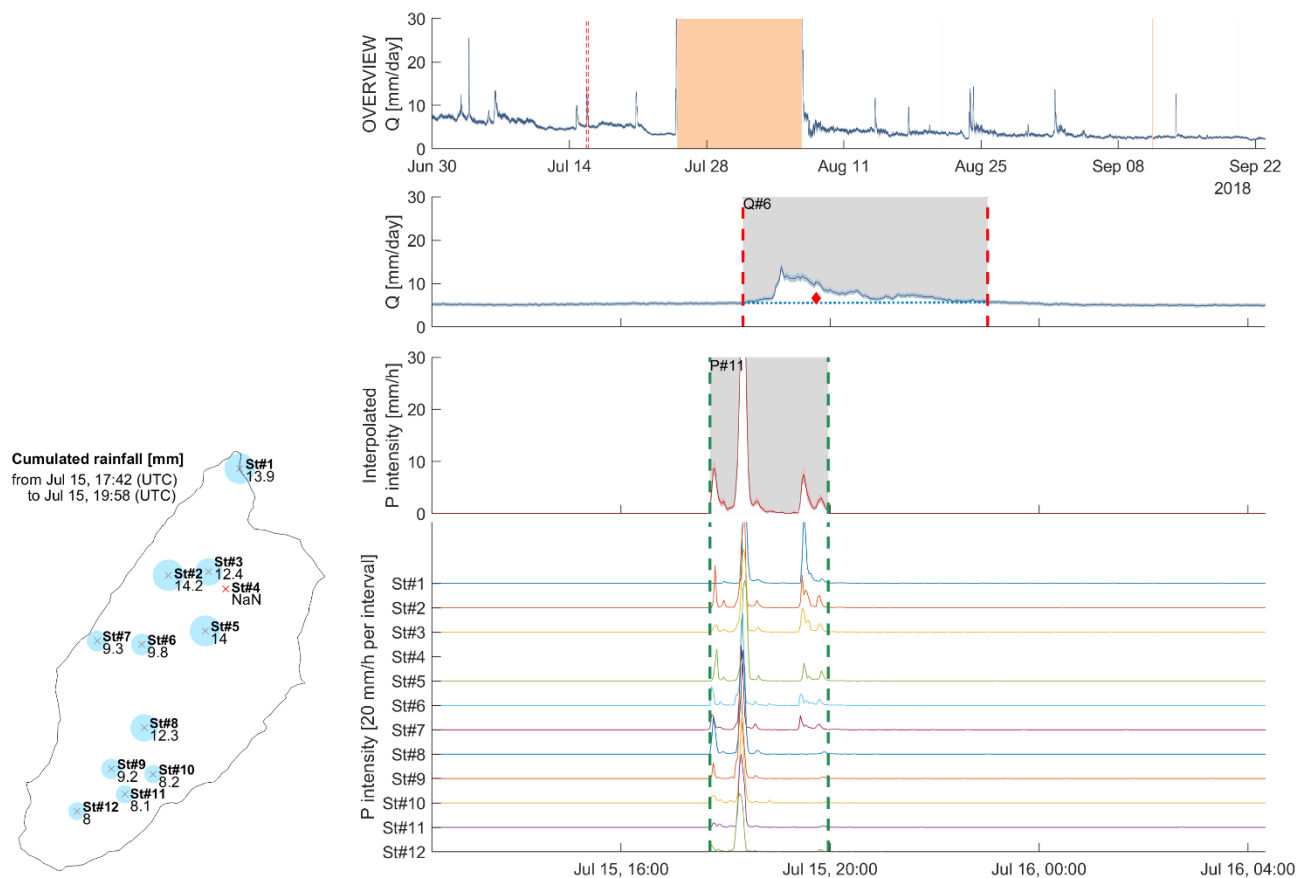 OVERVIEW
Q [mm/day]
30
20
10
0
Jun 30
Jul 14
Jul 28
Aug 11
Aug 25
Sep 08
Sep 22
2018
Q [mm/day]
30
20
10
0
Q#6
Interpolated
P intensity [mm/h]
30
20
10
0
P#11
Cumulated rainfall [mm]
from Jul 15, 17:42 (UTC)
to Jul 15, 19:58 (UTC)
St#1
13.9
St#2
14.2
St#3
12.4
St#4
NaN
St#5
14
St#6
9.8
St#7
9.3
St#8
12.3
St#9
9.2
St#10
8.2
St#11
8.1
St#12
8
P intensity [20 mm/h per interval]
St#1
St#2
St#3
St#4
St#5
St#6
St#7
St#8
St#9
St#10
St#11
St#12
Jul 15, 16:00
Jul 15, 20:00
Jul 16, 00:00
Jul 16, 04:00